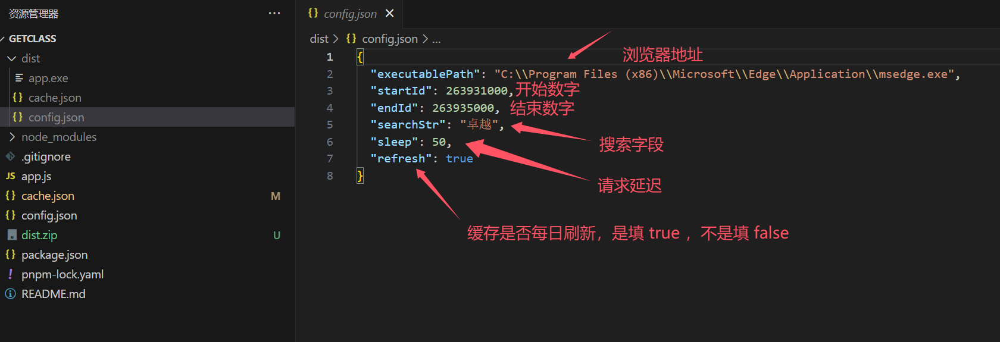 资源管理器 ···
GETCLASS
dist
app.exe
cache.json
config.json
node_modules
.gitignore
JS app.js
cache.json M
config.json
dist.zip U
package.json
! pnpm-lock.yaml
README.md
{} config.json ×
dist > {} config.json > ...
浏览器地址
1 {
2 "executablePath": "C:\\Program Files (x86)\\Microsoft\\Edge\\Application\\msedge.exe",
3 "startId": 263931000,开始数字
4 "endId": 263935000, 结束数字
5 "searchStr": "卓越",
搜索字段
6 "sleep": 50,
7 "refresh": true
8 }
请求延迟
缓存是否每日刷新，是填 true ，不是填 false